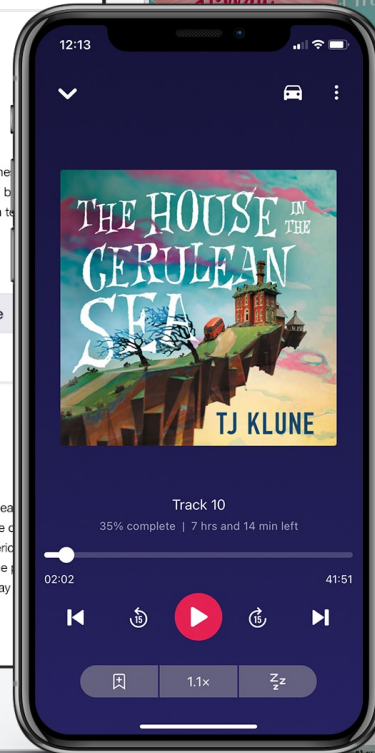 12:13
THE HOUSE IN THE
CERULEAN
SEA
TJ KLUNE
Track 10
35% complete | 7 hrs and 14 min left
02:02
41:51
15
15
1.1×
Zzz